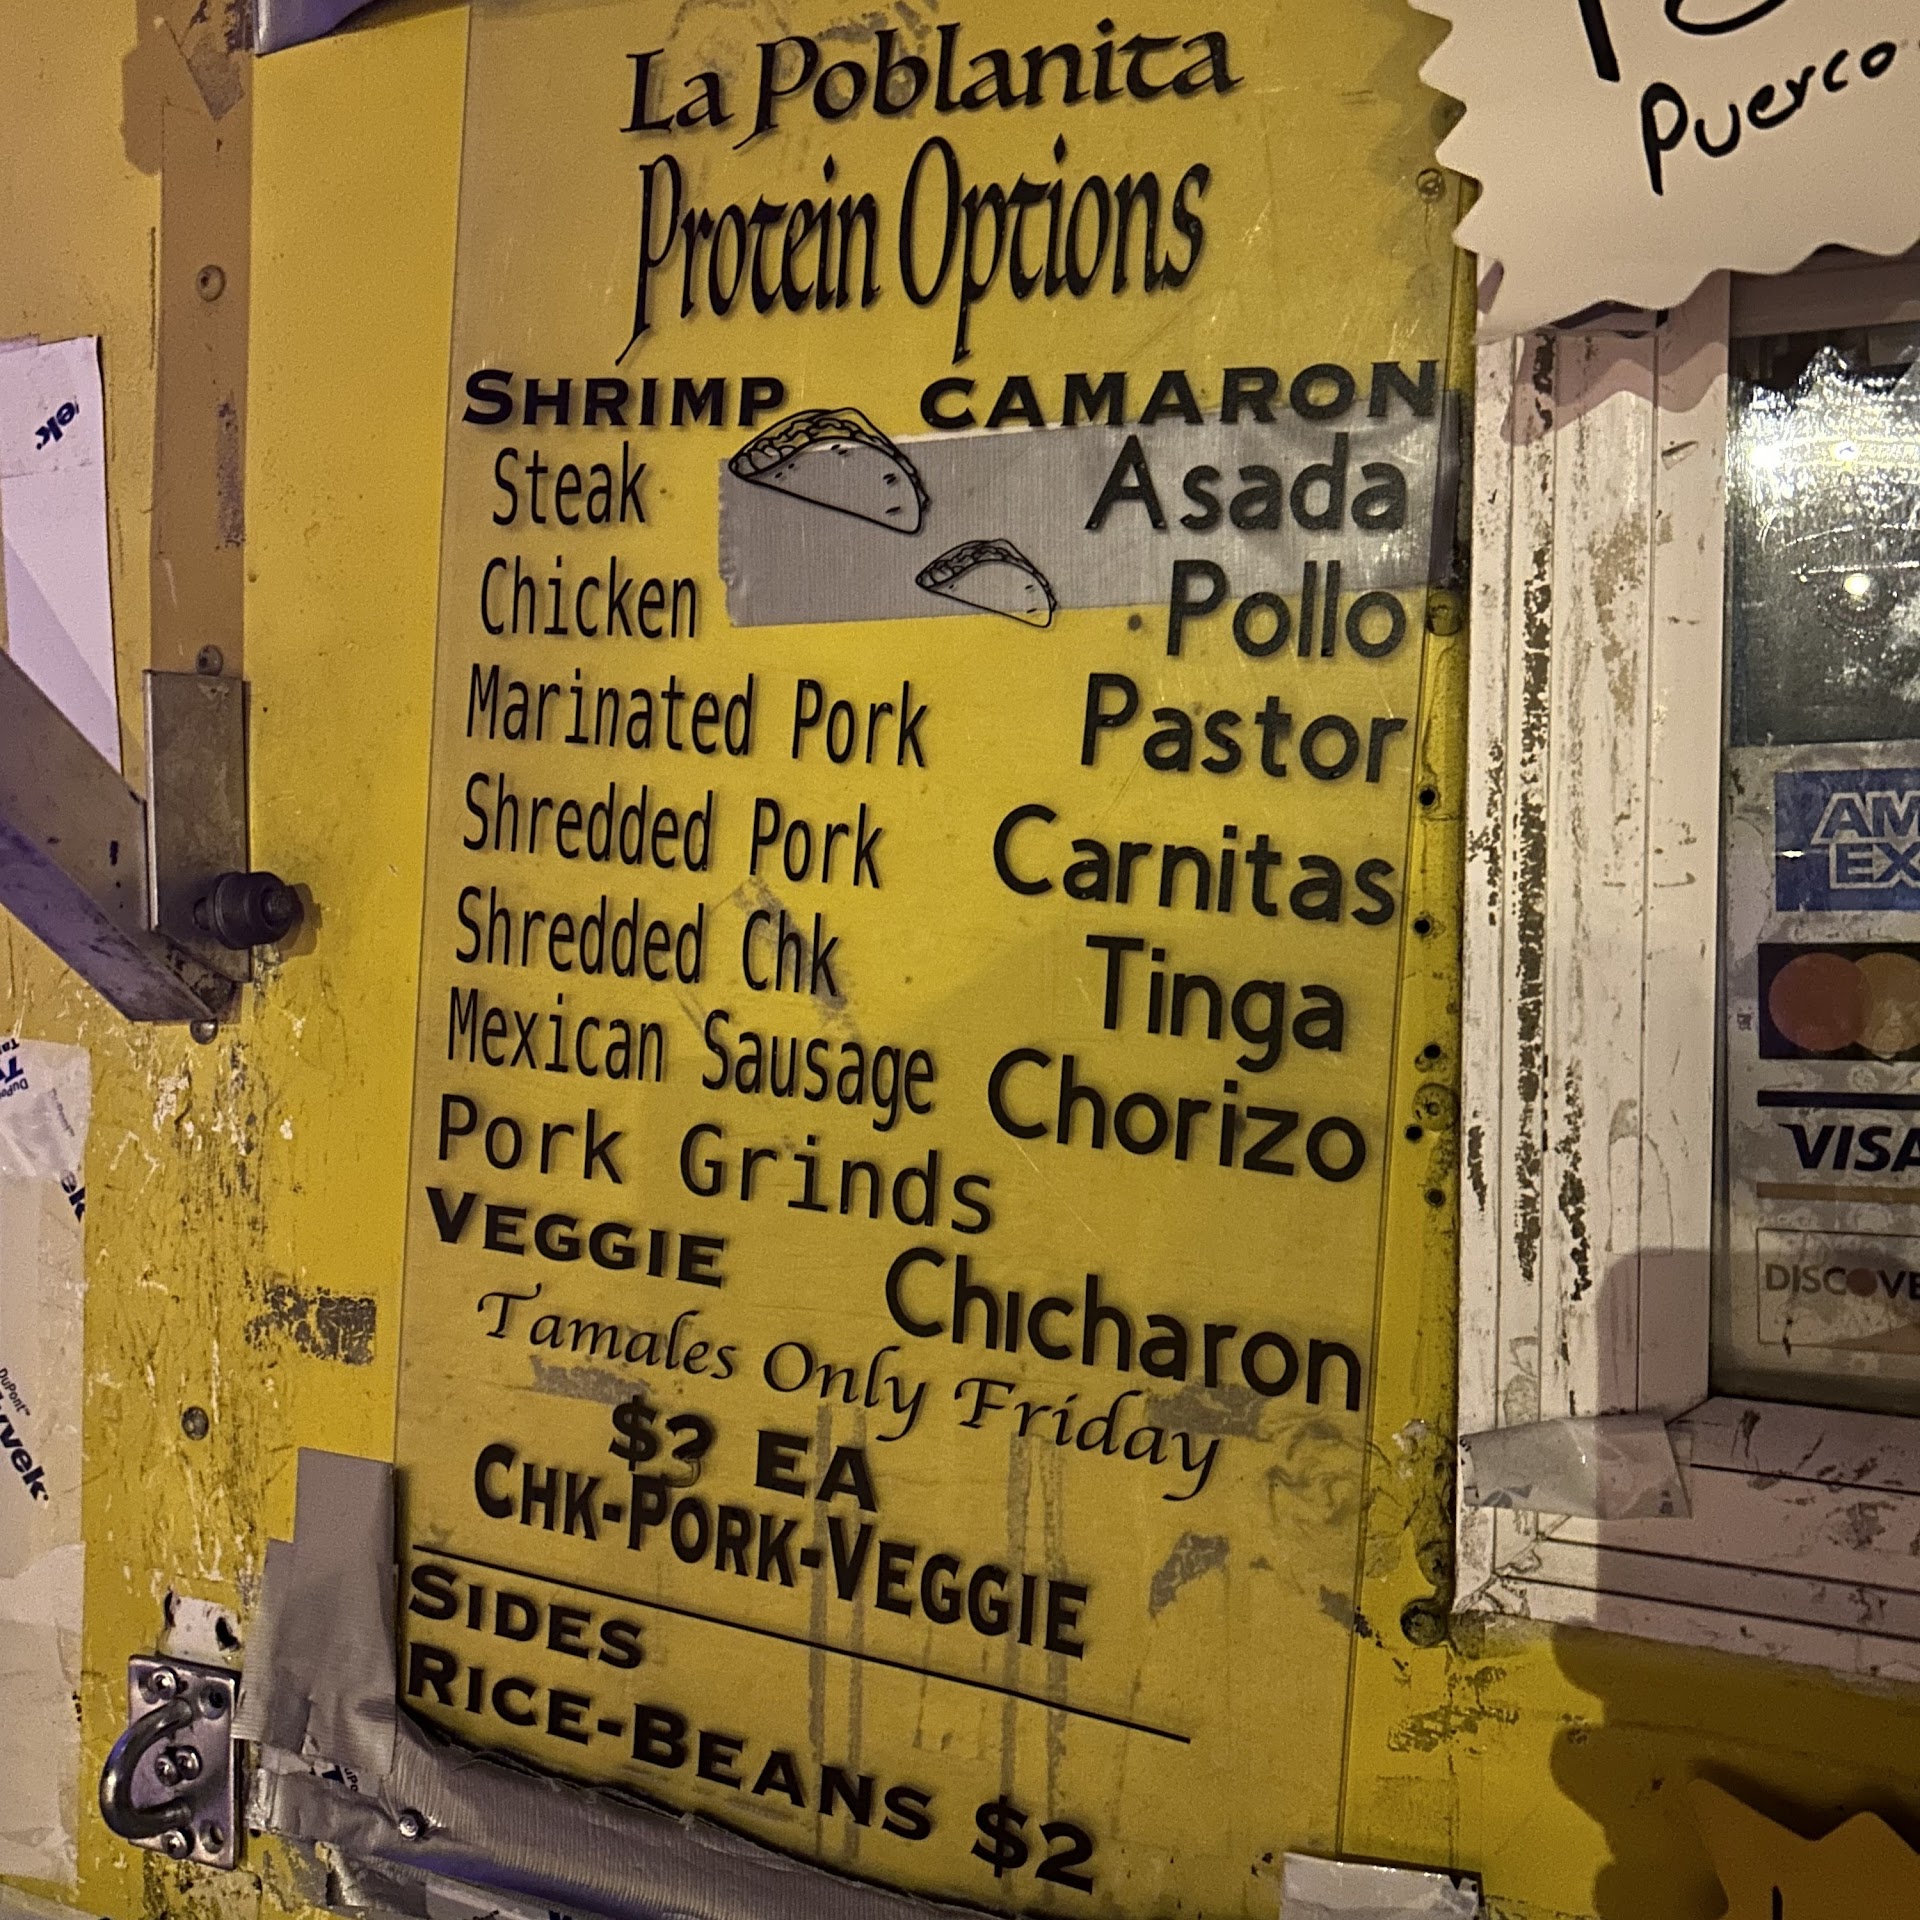 La Poblanita
Protein Options
SHRIMP CAMARON
Steak Asada
Chicken Pollo
Marinated Pork Pastor
Shredded Pork Carnitas
Shredded Chk Tinga
Mexican Sausage Chorizo
Pork Grinds
VEGGIE Chicharon
Tamales Only Friday
EA
CHK-PORK-VEGGIE
SIDES
RICE-BEANS $2
Puerco
AM
EX
VISA
DISCOVE
DuPont